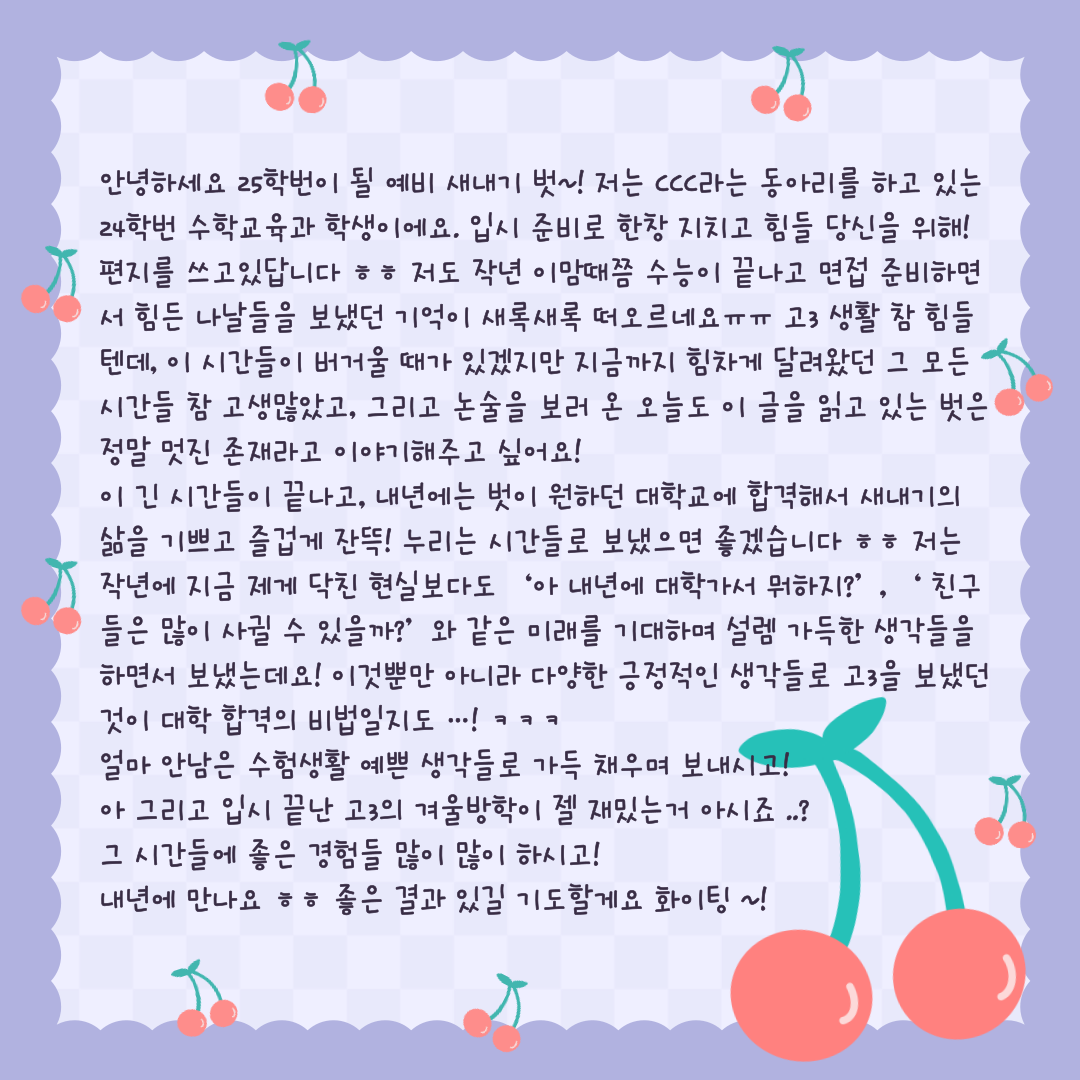 안녕하세요 25학번이 될 예비 새내기 벗~! 저는 CCC라는 동아리를 하고 있는
24학번 수학교육과 학생이에요. 입시 준비로 한창 지치고 힘들 당신을 위해!
편지를 쓰고있답니다 ㅎㅎ 저도 작년 이맘때쯤 수능이 끝나고 면접 준비하면
서 힘든 나날들을 보냈던 기억이 새록새록 떠오르네요ㅠㅠ 고3 생활 참 힘들
텐데, 이 시간들이 버거울 때가 있겠지만 지금까지 힘차게 달려왔던 그 모든
시간들 참 고생많았고, 그리고 논술을 보러 온 오늘도 이 글을 읽고 있는 벗은
정말 멋진 존재라고 이야기해주고 싶어요!
이 긴 시간들이 끝나고, 내년에는 벗이 원하던 대학교에 합격해서 새내기의
삶을 기쁘고 즐겁게 잔뜩! 누리는 시간들로 보냈으면 좋겠습니다 ㅎㅎ 저는
작년에 지금 제게 닥친 현실보다도 ‘아 내년에 대학가서 뭐하지?’ , ‘ 친구
들은 많이 사귈 수 있을까?’ 와 같은 미래를 기대하며 설렘 가득한 생각들을
하면서 보냈는데요! 이것뿐만 아니라 다양한 긍정적인 생각들로 고3을 보냈던
것이 대학 합격의 비법일지도 …! ㅋㅋㅋ
얼마 안남은 수험생활 예쁜 생각들로 가득 채우며 보내시고!
아 그리고 입시 끝난 고3의 겨울방학이 젤 재밌는거 아시죠 ..?
그 시간들에 좋은 경험들 많이 많이 하시고!
내년에 만나요 ㅎㅎ 좋은 결과 있길 기도할게요 화이팅 ~!